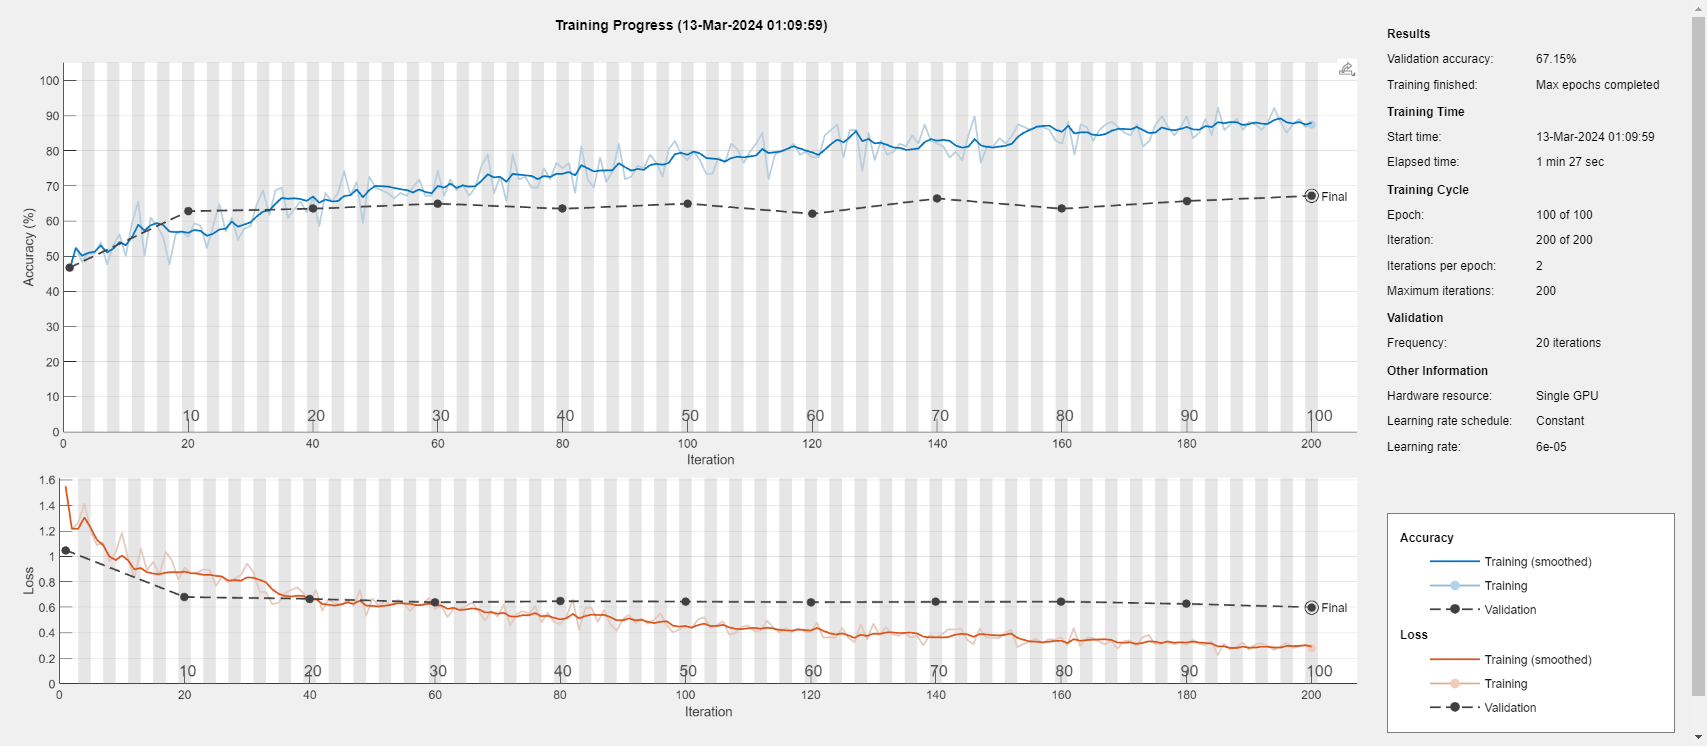 Training Progress (13-Mar-2024 01:09:59)
100
90
80
70
60
50
40
30
20
10
0
Accuracy (%)
Final
10 20 30 40 50 60 70 80 90 100
0 20 40 60 80 100 120 140 160 180 200
Iteration
1.6
1.4
1.2
1
0.8
0.6
0.4
0.2
0
Loss
Final
10 20 30 40 50 60 70 80 90 100
0 20 40 60 80 100 120 140 160 180 200
Iteration
Results
Validation accuracy: 67.15%
Training finished: Max epochs completed
Training Time
Start time: 13-Mar-2024 01:09:59
Elapsed time: 1 min 27 sec
Training Cycle
Epoch: 100 of 100
Iteration: 200 of 200
Iterations per epoch: 2
Maximum iterations: 200
Validation
Frequency: 20 iterations
Other Information
Hardware resource: Single GPU
Learning rate schedule: Constant
Learning rate: 6e-05
Accuracy
Training (smoothed)
Training
Validation
Loss
Training (smoothed)
Training
Validation